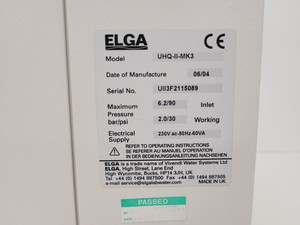 ELGA
Model UHQ-II-MK3
Date of Manufacture 06/04
Serial No. UII3F2115089
Maximum 6.2/90 Inlet
Pressure
bar/psi 2.0/30 Working
Electrical
Supply 230V ac-50Hz-60VA
REFER TO OPERATING INSTRUCTIONS
SE REFERER AU MANUEL D'OPERATION
IN DER BEDIENUNGSANLEITUNG NACHSCHLAGEN
ELGA is a trade name of Vivendi Water Systems Ltd
ELGA, High Street, Lane End
High Wycombe, Bucks, HP14 3JH, UK
Tel +44 (0) 1494 887500 Fax +44 (0) 1494 887505
e-mail service@elgalabwater.com MADE IN UK
PASSED